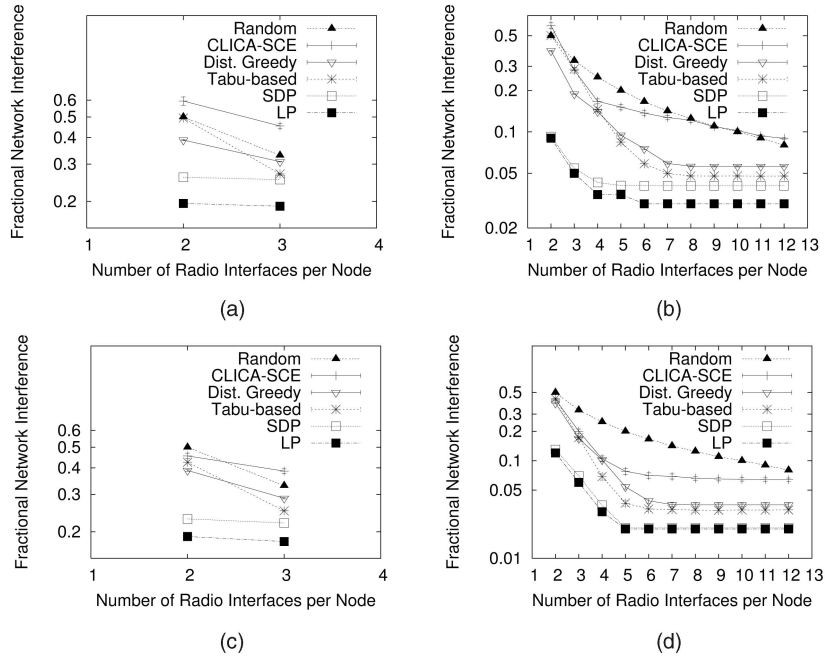 (a)
Fractional Network Interference
Random
CLICA-SCE
Dist. Greedy
Tabu-based
SDP
LP
0.6
0.5
0.4
0.3
0.2
1 2 3 4
Number of Radio Interfaces per Node
(a)
(b)
Fractional Network Interference
Random
CLICA-SCE
Dist. Greedy
Tabu-based
SDP
LP
0.5
0.3
0.2
0.1
0.05
0.02
1 2 3 4 5 6 7 8 9 10 11 12 13
Number of Radio Interfaces per Node
(b)
Fractional Network Interference
Random
CLICA-SCE
Dist. Greedy
Tabu-based
SDP
LP
0.6
0.5
0.4
0.3
0.2
1 2 3 4
Number of Radio Interfaces per Node
(c)
Fractional Network Interference
Random
CLICA-SCE
Dist. Greedy
Tabu-based
SDP
LP
0.5
0.3
0.2
0.1
0.05
0.01
1 2 3 4 5 6 7 8 9 10 11 12 13
Number of Radio Interfaces per Node
(d)